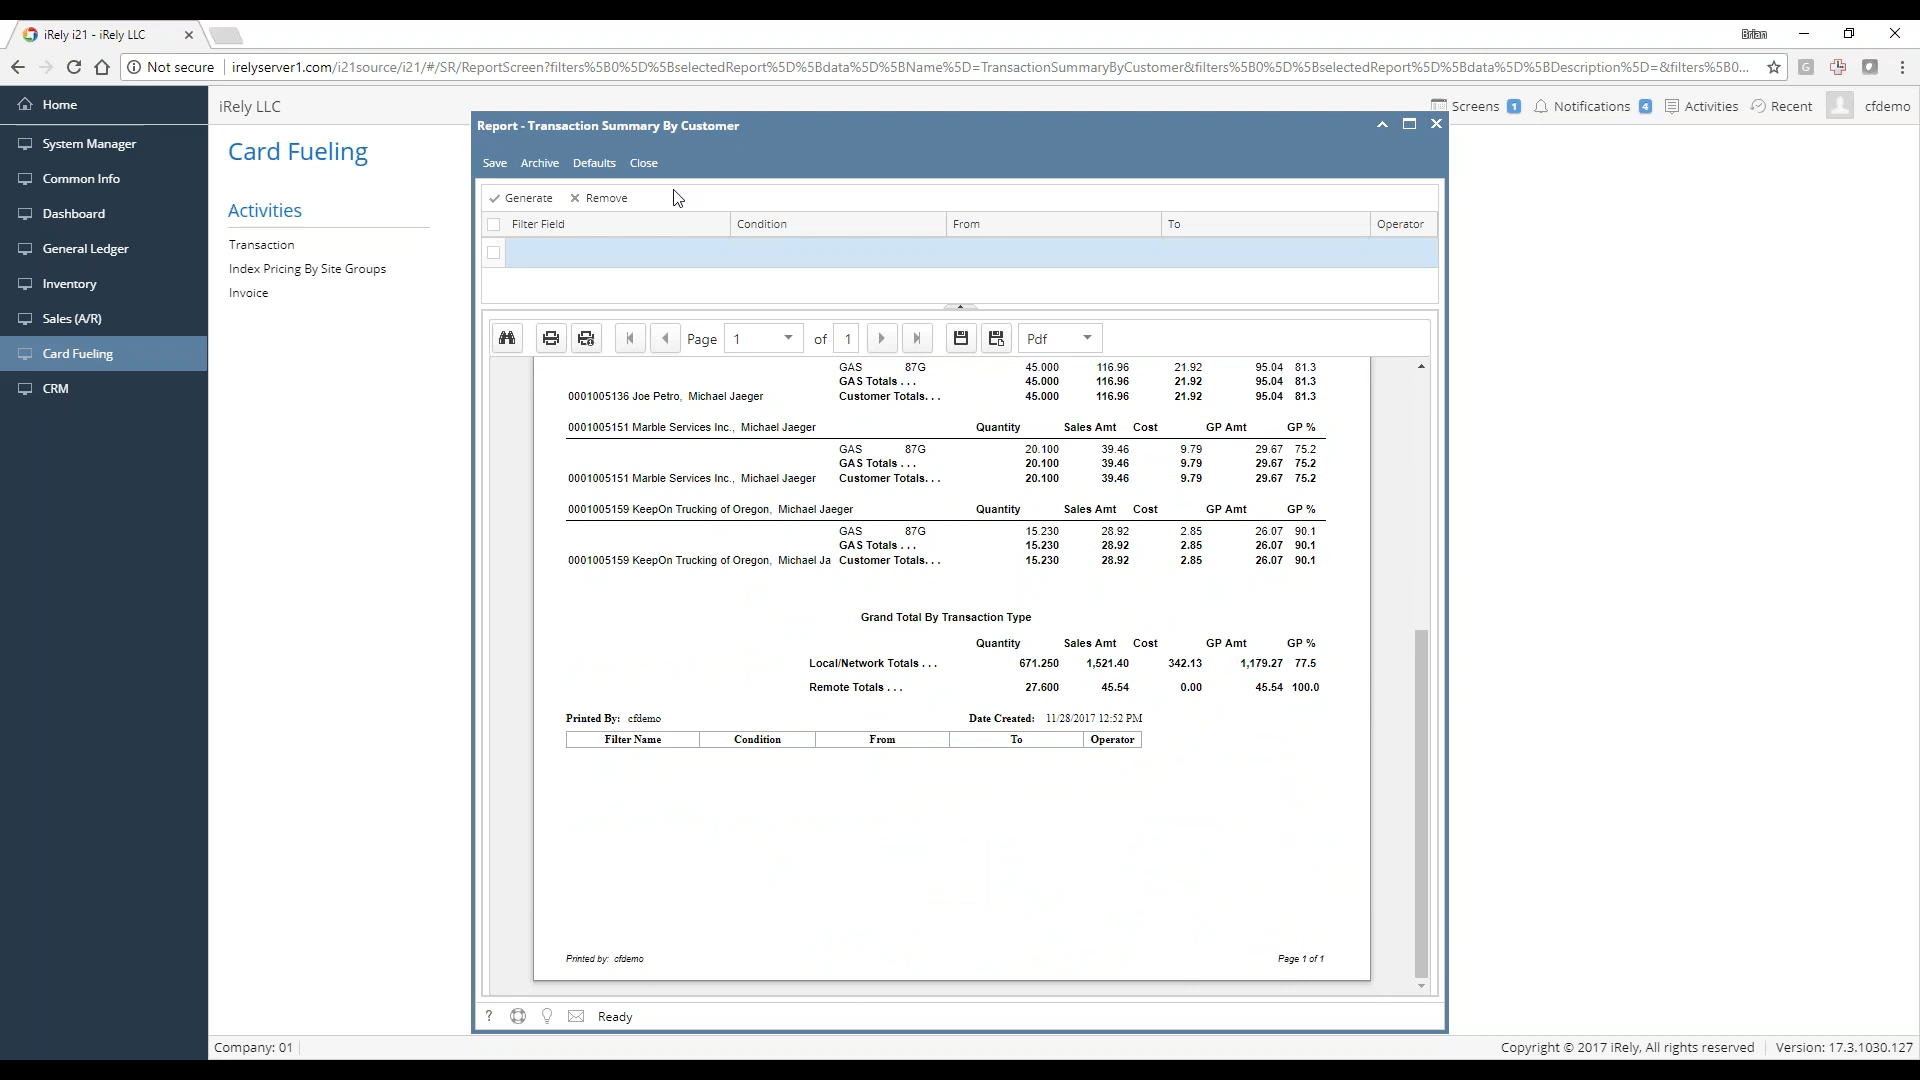 iRely i21 - iRely LLC
Brian
Not secure irelyserver1.com/i21source/i21/#/SR/ReportScreen?filters%5B0%5D%5BselectedReport%5D%5Bdata%5D%5BName%5D=TransactionSummaryByCustomer&filters%5B0%5D%5BselectedReport%5D%5Bdata%5D%5BDescription%5D=&filters%5B0...
Home
System Manager
Common Info
Dashboard
General Ledger
Inventory
Sales (A/R)
Card Fueling
CRM
iRely LLC
Screens 1 Notifications 4 Activities Recent cfdemo
Card Fueling
Activities
Transaction
Index Pricing By Site Groups
Invoice
Report - Transaction Summary By Customer
Save Archive Defaults Close
Generate Remove
Filter Field Condition From To Operator
Page 1 of 1 Pdf
GAS 87G 45.000 116.96 21.92 95.04 81.3
GAS Totals . . . 45.000 116.96 21.92 95.04 81.3
0001005136 Joe Petro, Michael Jaeger Customer Totals. . . 45.000 116.96 21.92 95.04 81.3
0001005151 Marble Services Inc., Michael Jaeger Quantity Sales Amt Cost GP Amt GP %
GAS 87G 20.100 39.46 9.79 29.67 75.2
GAS Totals . . . 20.100 39.46 9.79 29.67 75.2
0001005151 Marble Services Inc., Michael Jaeger Customer Totals. . . 20.100 39.46 9.79 29.67 75.2
0001005159 KeepOn Trucking of Oregon, Michael Jaeger Quantity Sales Amt Cost GP Amt GP %
GAS 87G 15.230 28.92 2.85 26.07 90.1
GAS Totals . . . 15.230 28.92 2.85 26.07 90.1
0001005159 KeepOn Trucking of Oregon, Michael Ja Customer Totals. . . 15.230 28.92 2.85 26.07 90.1
Grand Total By Transaction Type
Quantity Sales Amt Cost GP Amt GP %
Local/Network Totals . . . 671.250 1,521.40 342.13 1,179.27 77.5
Remote Totals . . . 27.600 45.54 0.00 45.54 100.0
Printed By: cfdemo Date Created: 11/28/2017 12:52 PM
Filter Name Condition From To Operator
Printed by: cfdemo Page 1 of 1
? Ready
Company: 01
Copyright © 2017 iRely, All rights reserved Version: 17.3.1030.127